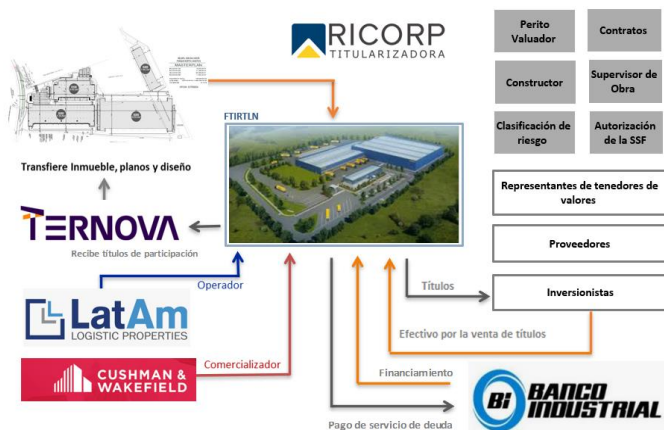 RICORP
TITULARIZADORA
Perito
Valuador
Contratos
Constructor
Supervisor de
Obra
Clasificación de
riesgo
Autorización
de la SSF
FTIRTLN
Transfiere Inmueble, planos y diseño
Representantes de tenedores de
valores
TERNOVA
Recibe títulos de participación
Proveedores
Operador
Títulos
Inversionistas
LatAm
LOGISTIC PROPERTIES
Efectivo por la venta de títulos
Comercializador
CUSHMAN &
WAKEFIELD
Financiamiento
Bi
BANCO
INDUSTRIAL
Pago de servicio de deuda